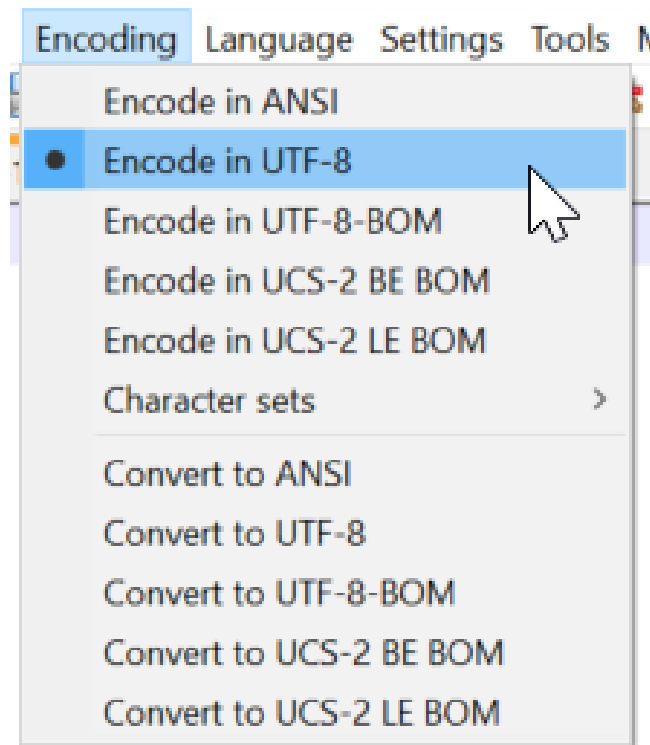 Encoding Language Settings Tools
Encode in ANSI
Encode in UTF-8
Encode in UTF-8-BOM
Encode in UCS-2 BE BOM
Encode in UCS-2 LE BOM
Character sets
Convert to ANSI
Convert to UTF-8
Convert to UTF-8-BOM
Convert to UCS-2 BE BOM
Convert to UCS-2 LE BOM